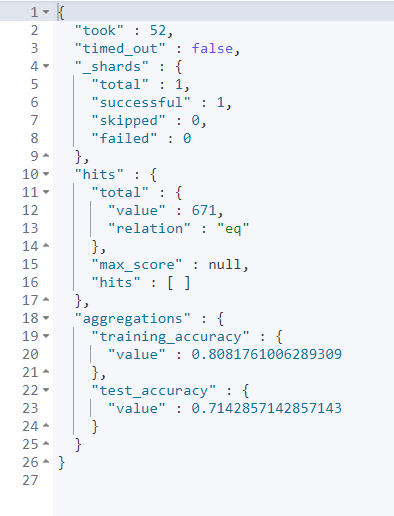 1 {
2 "took" : 52,
3 "timed_out" : false,
4 "_shards" : {
5 "total" : 1,
6 "successful" : 1,
7 "skipped" : 0,
8 "failed" : 0
9 },
10 "hits" : {
11 "total" : {
12 "value" : 671,
13 "relation" : "eq"
14 },
15 "max_score" : null,
16 "hits" : [ ]
17 },
18 "aggregations" : {
19 "training_accuracy" : {
20 "value" : 0.8081761006289309
21 },
22 "test_accuracy" : {
23 "value" : 0.7142857142857143
24 }
25 }
26 }
27